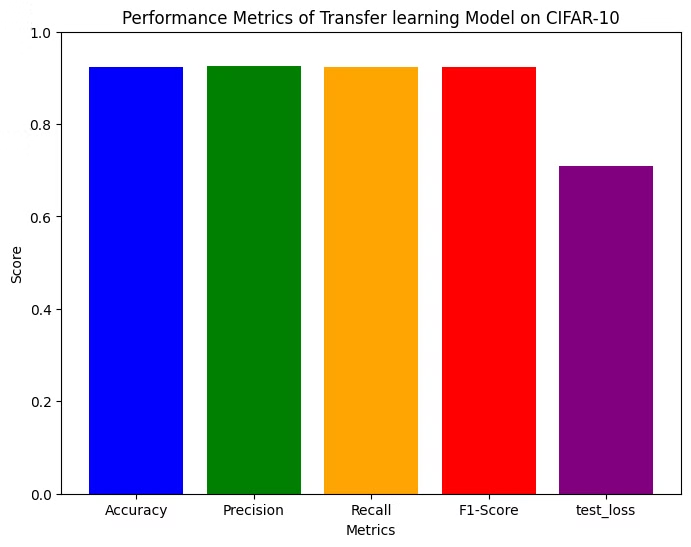 Performance Metrics of Transfer learning Model on CIFAR-10
1.0
0.8
0.6
0.4
0.2
0.0
Score
Accuracy Precision Recall F1-Score test_loss
Metrics